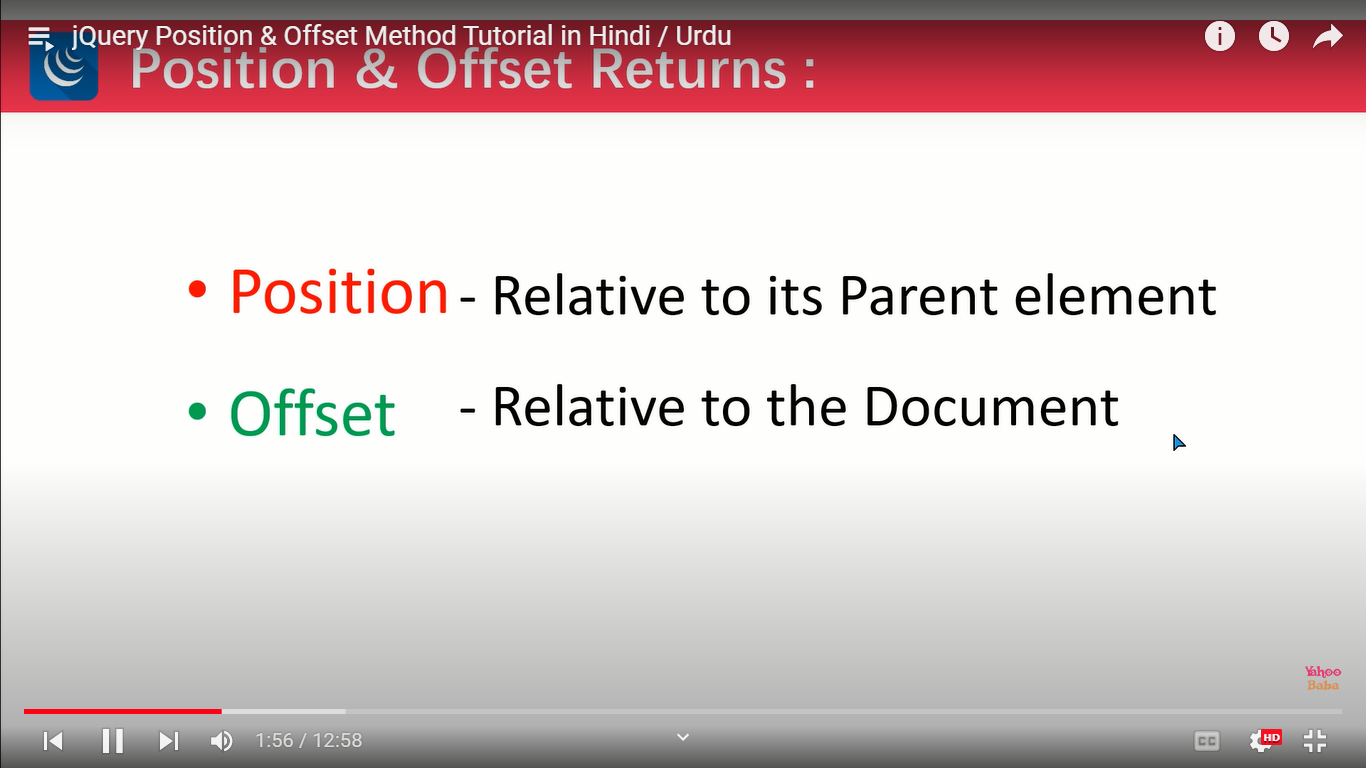 jQuery Position & Offset Method Tutorial in Hindi / Urdu
Position & Offset Returns :
• Position - Relative to its Parent element
• Offset - Relative to the Document
Yahoo
Baba
1:56 / 12:58
CC
HD